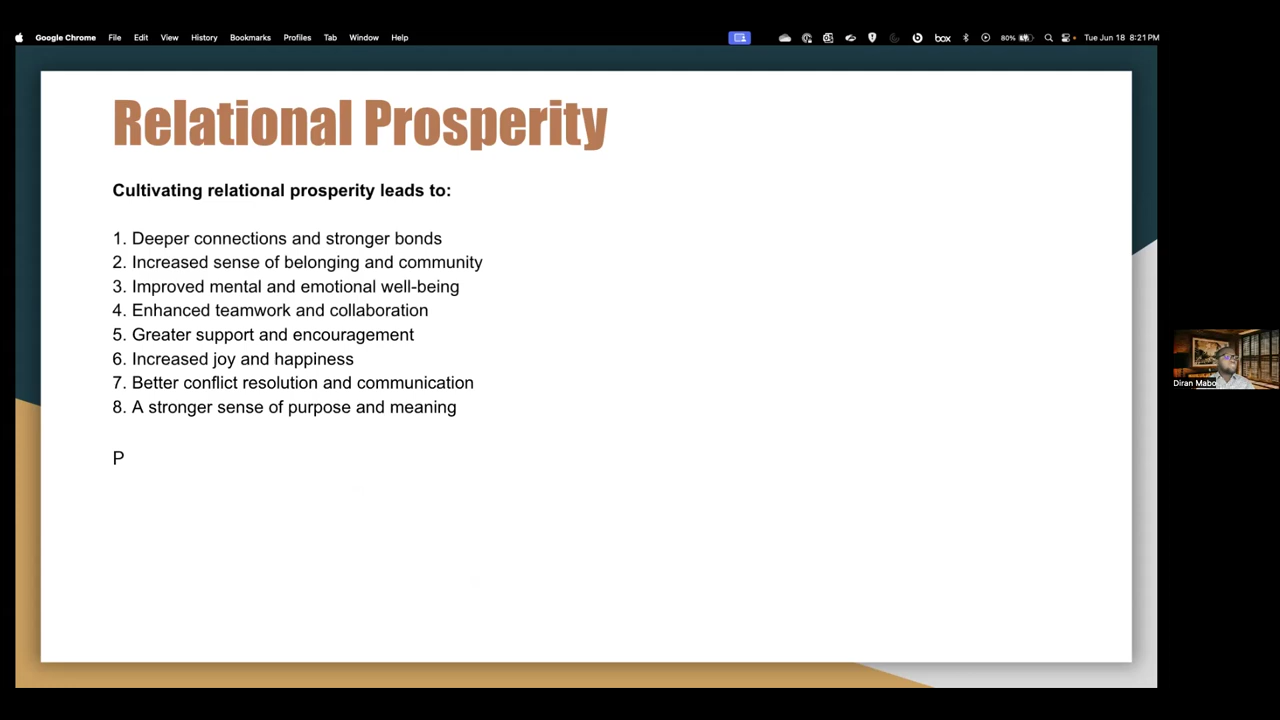 Google Chrome File Edit View History Bookmarks Profiles Tab Window Help box 80% Tue Jun 18 8:21 PM
Relational Prosperity
Cultivating relational prosperity leads to:
1. Deeper connections and stronger bonds
2. Increased sense of belonging and community
3. Improved mental and emotional well-being
4. Enhanced teamwork and collaboration
5. Greater support and encouragement
6. Increased joy and happiness
7. Better conflict resolution and communication
8. A stronger sense of purpose and meaning
P
Diran Mabo